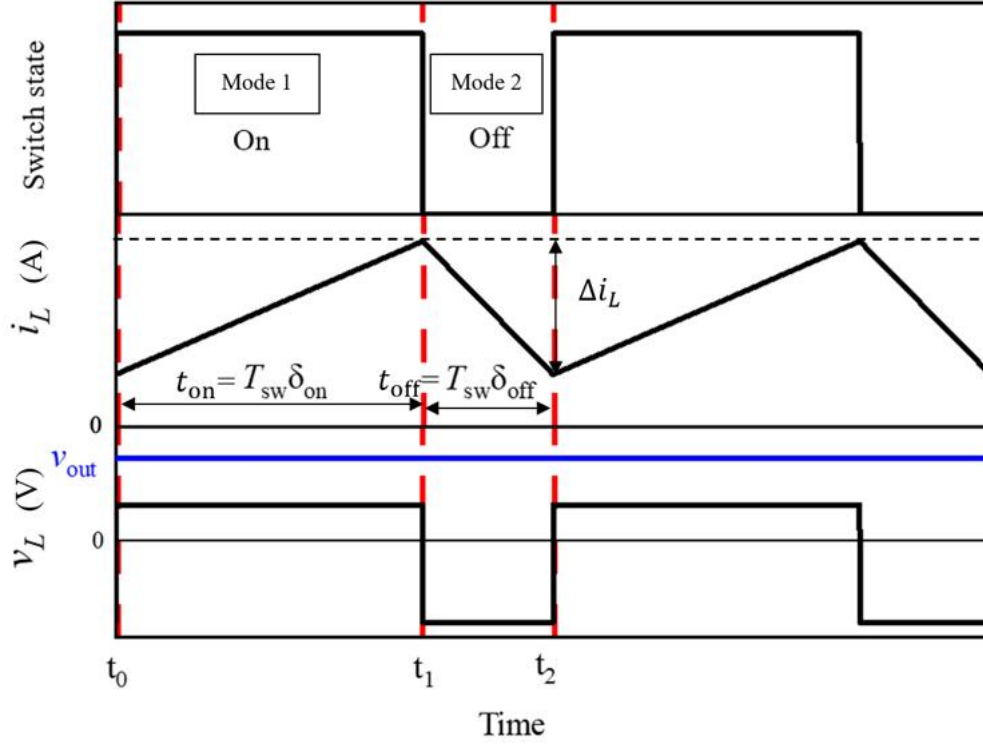 Switch state
Mode 1
Mode 2
On
Off
i_L (A)
Δi_L
t_on = T_sw δ_on
t_off = T_sw δ_off
0
v_out
v_L (V)
0
t_0
t_1
t_2
Time